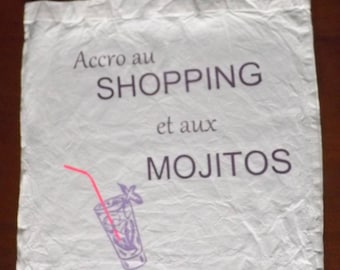 Accro au
SHOPPING
et aux
MOJITOS